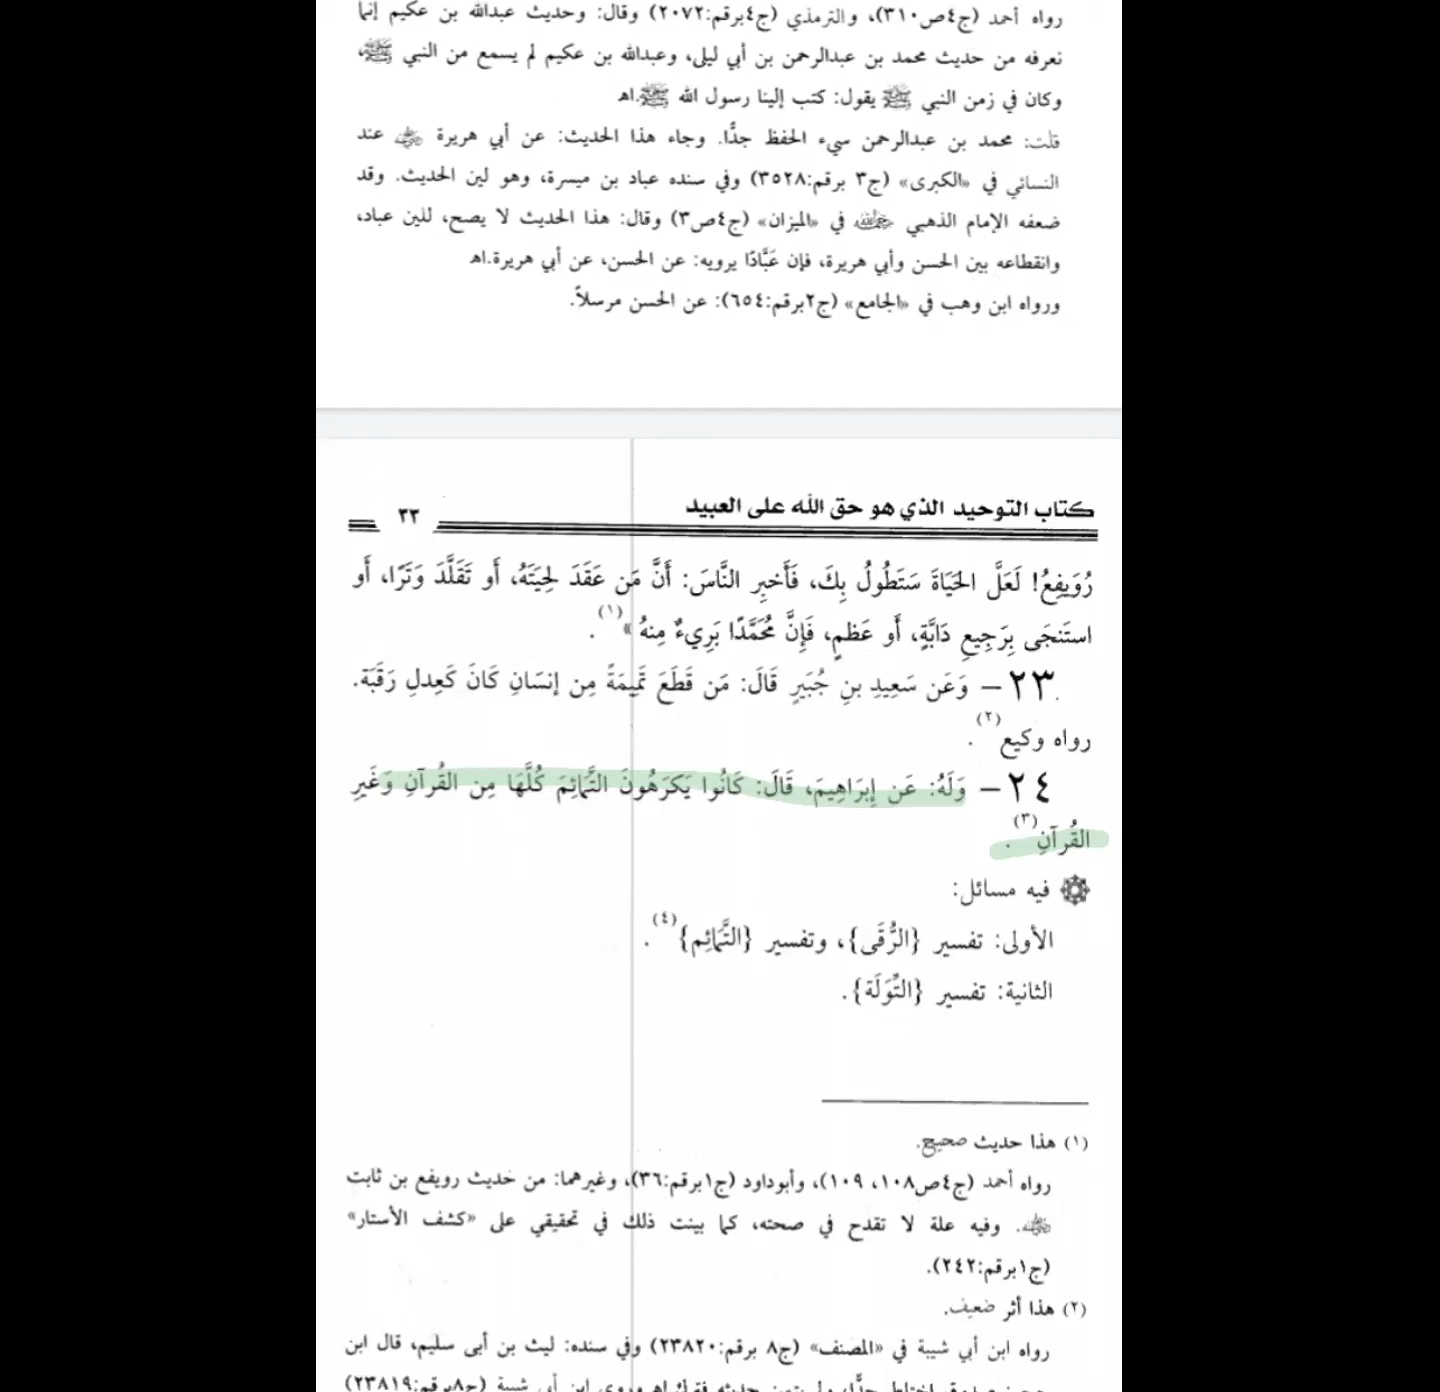 رواه أحمد (ج٤ص٣١٠)، والترمذي (ج٤برقم:٢٠٧٢) وقال: وحديث عبدالله بن عكيم إنما
نعرفه من حديث محمد بن عبدالرحمن بن أبي ليلى، وعبدالله بن عكيم لم يسمع من النبي ﷺ،
وكان في زمن النبي ﷺ يقول: كتب إلينا رسول الله ﷺ.اهـ
قلت: محمد بن عبدالرحمن سيء الحفظ جدًّا. وجاء هذا الحديث: عن أبي هريرة رضي الله عنه عند
النسائي في «الكبرى» (ج٣ برقم:٣٥٢٨) وفي سنده عباد بن ميسرة، وهو لين الحديث. وقد
ضعفه الإمام الذهبي رحمه الله في «الميزان» (ج٤ص٣) وقال: هذا الحديث لا يصح، للين عباد،
وانقطاعه بين الحسن وأبي هريرة، فإن عَبَّادًا يرويه: عن الحسن، عن أبي هريرة.اهـ
ورواه ابن وهب في «الجامع» (ج٢برقم:٦٥٤): عن الحسن مرسلاً.
كتاب التوحيد الذي هو حق الله على العبيد ٣٣
رُوَيفِعُ! لَعَلَّ الحَيَاةَ سَتَطُولُ بِكَ، فَأَخبِر النَّاسَ: أَنَّ مَن عَقَدَ لِحيَتَهُ، أَو تَقَلَّدَ وَتَرًا، أَو
استَنجَى بِرَجِيعِ دَابَّةٍ، أَو عَظمٍ، فَإِنَّ مُحَمَّدًا بَرِيءٌ مِنهُ»(١).
٢٣ – وَعَن سَعِيدِ بنِ جُبَيرٍ قَالَ: مَن قَطَعَ تَمِيمَةً مِن إِنسَانِ كَانَ كَعِدلِ رَقَبَة.
رواه وكيع(٢).
٢٤ – وَلَهُ: عَن إِبرَاهِيمَ، قَالَ: كَانُوا يَكرَهُونَ التَّمَائِمَ كُلَّهَا مِن القُرآنِ وَغَيرِ
القُرآنِ(٣).
فيه مسائل:
الأولى: تفسير {الرُّقَى}، وتفسير {التَّمَائِم}(٤).
الثانية: تفسير {التِّوَلَة}.
(١) هذا حديث صحيح.
رواه أحمد (ج٤ص١٠٨، ١٠٩)، وأبوداود (ج١برقم:٣٦)، وغيرهما: من حديث رويفع بن ثابت
رضي الله عنه. وفيه علة لا تقدح في صحته، كما بينت ذلك في تحقيقي على «كشف الأستار»
(ج١برقم:٢٤٢).
(٢) هذا أثر ضعيف.
رواه ابن أبي شيبة في «المصنف» (ج٨ برقم:٢٣٨٢٠) وفي سنده: ليث بن أبى سليم، قال ابن